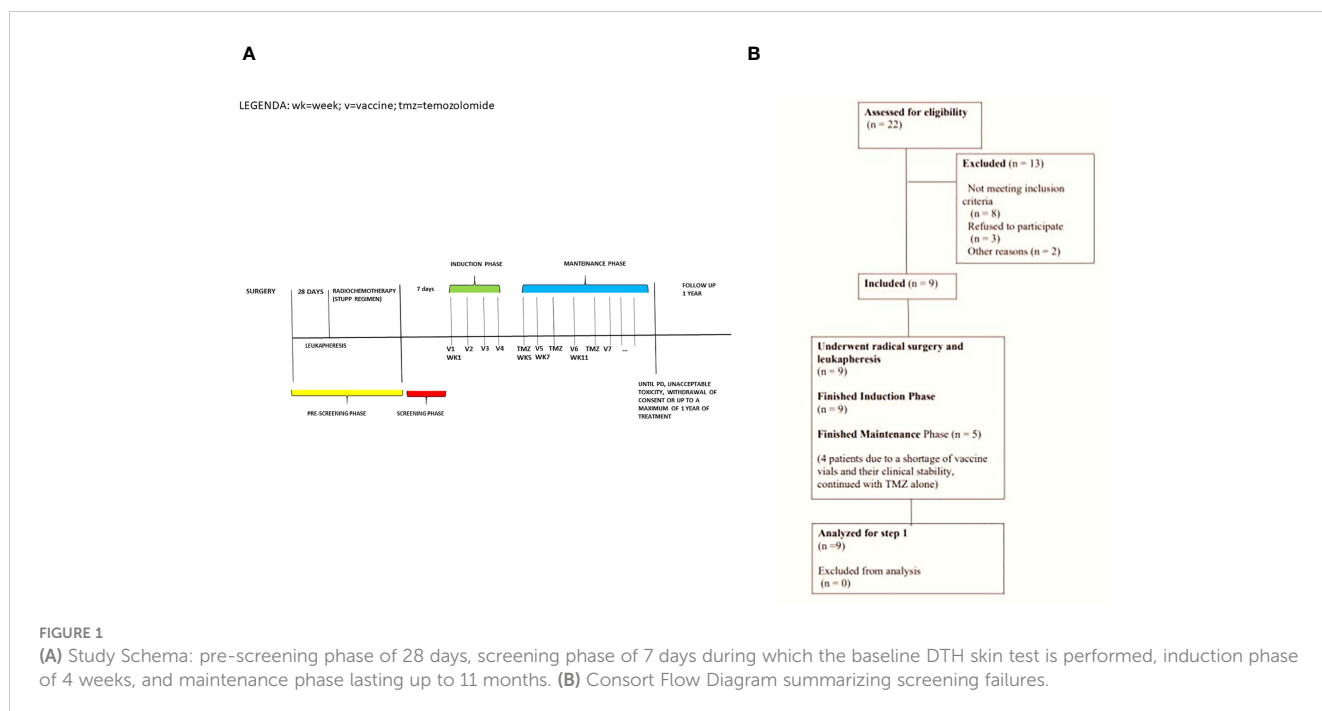 A
B
LEGENDA: wk=week; v=vaccine; tmz=temozolomide
INDUCTION PHASE
MANTEINANCE PHASE
SURGERY
28 DAYS
RADIOCHEMOTHERAPY
(STUPP REGIMEN)
7 days
FOLLOW UP
1 YEAR
LEUKAPHERESIS
V1
WK1
V2
V3
V4
TMZ
WK5
V5
WK7
TMZ
V6
WK11
TMZ
V7
...
PRE-SCREENING PHASE
SCREENING PHASE
UNTIL PD, UNACCEPTABLE
TOXICITY, WITHDRAWAL OF
CONSENT OR UP TO A
MAXIMUM OF 1 YEAR OF
TREATMENT
Assessed for eligibility
(n = 22)
Excluded (n = 13)
Not meeting inclusion
criteria
(n = 8)
Refused to participate
(n = 3)
Other reasons (n = 2)
Included (n = 9)
Underwent radical surgery and
leukapheresis
(n = 9)
Finished Induction Phase
(n = 9)
Finished Maintenance Phase (n = 5)
(4 patients due to a shortage of vaccine
vials and their clinical stability,
continued with TMZ alone)
Analyzed for step 1
(n =9)
Excluded from analysis
(n = 0)
FIGURE 1
(A) Study Schema: pre-screening phase of 28 days, screening phase of 7 days during which the baseline DTH skin test is performed, induction phase
of 4 weeks, and maintenance phase lasting up to 11 months. (B) Consort Flow Diagram summarizing screening failures.